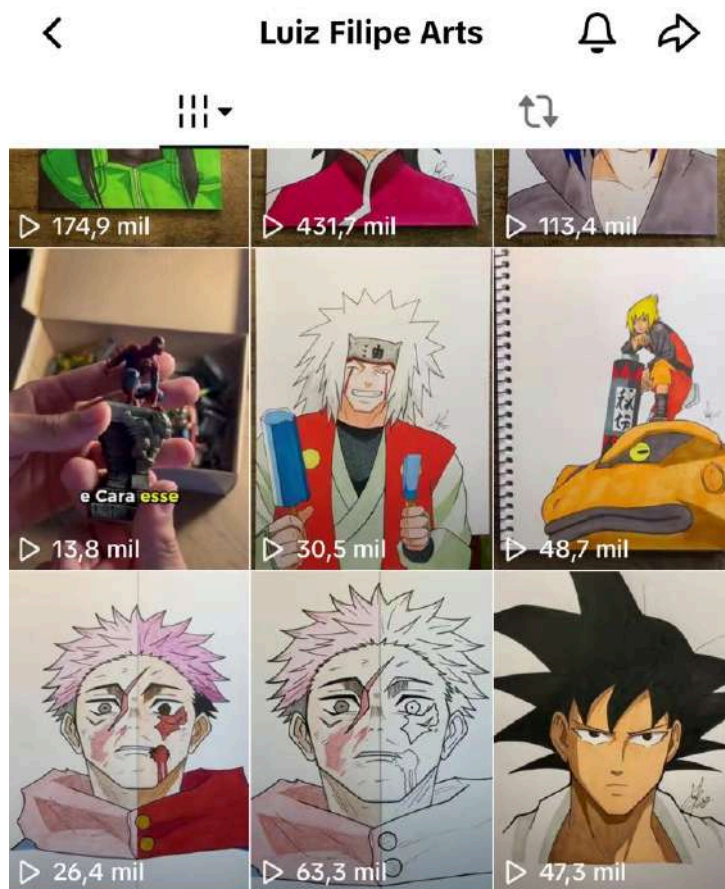 Luiz Filipe Arts
174,9 mil
431,7 mil
113,4 mil
e Cara esse
13,8 mil
30,5 mil
48,7 mil
26,4 mil
63,3 mil
47,3 mil